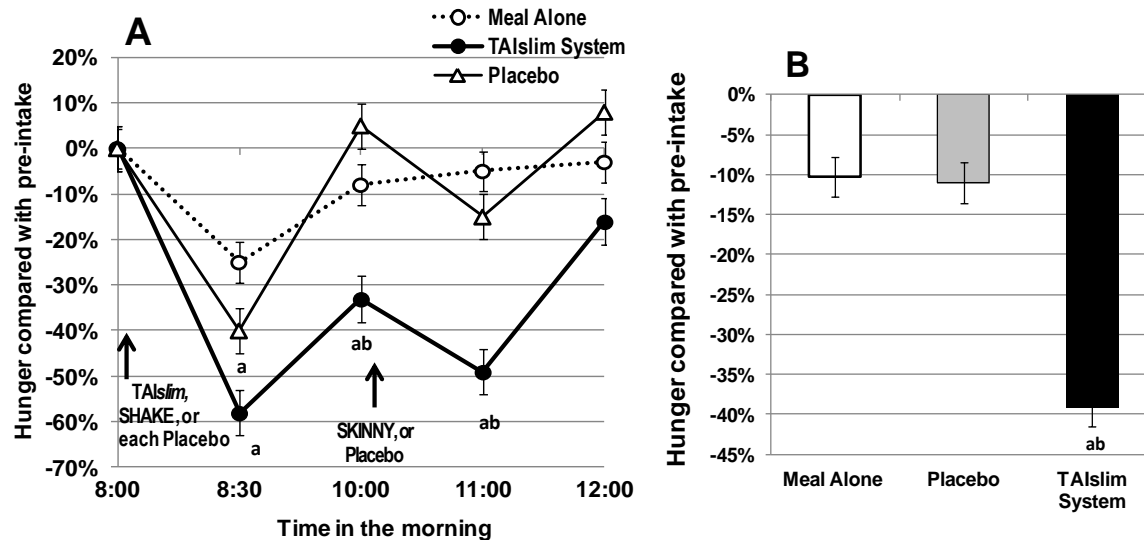 A
Meal Alone
TAIslim System
Placebo
Hunger compared with pre-intake
20%
10%
0%
-10%
-20%
-30%
-40%
-50%
-60%
-70%
a
a
ab
ab
TAIslim,
SHAKE, or
each Placebo
SKINNY, or
Placebo
8:00 8:30 10:00 11:00 12:00
Time in the morning
B
Hunger compared with pre-intake
0%
-5%
-10%
-15%
-20%
-25%
-30%
-35%
-40%
-45%
ab
Meal Alone Placebo TAIslim
System